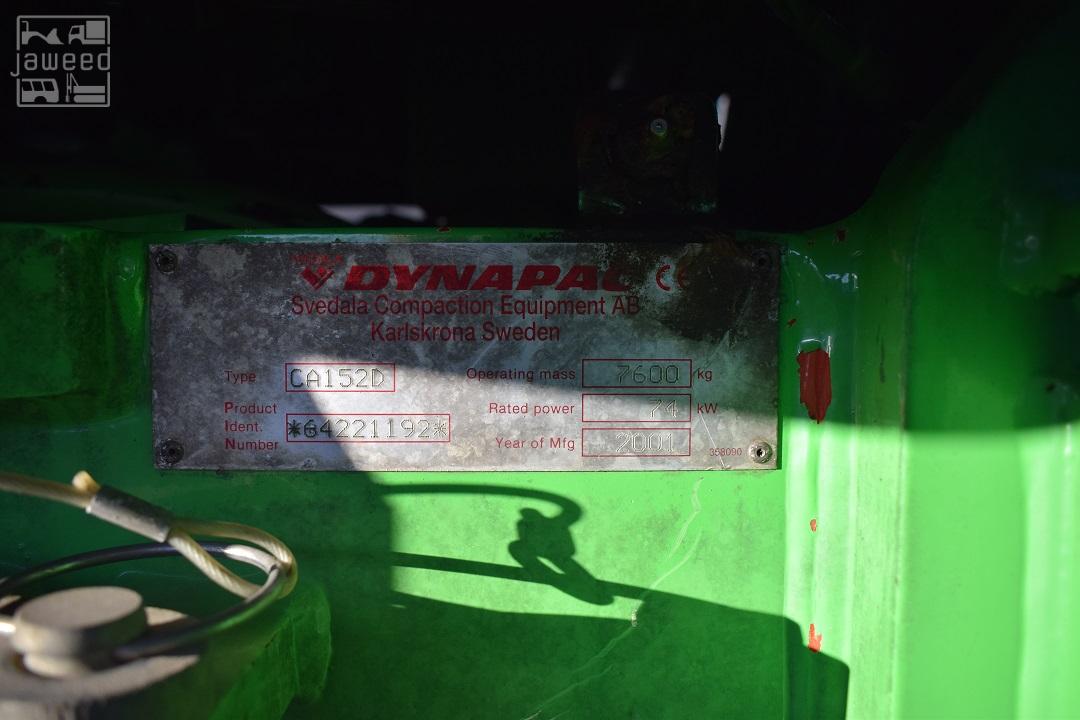 jaweed
DYNAPAC CE
Svedala Compaction Equipment AB
Karlskrona Sweden
Type CA152D Operating mass 7600 kg
Product Ident. Number *64221192* Rated power 74 kW
Year of Mfg 2001 358090